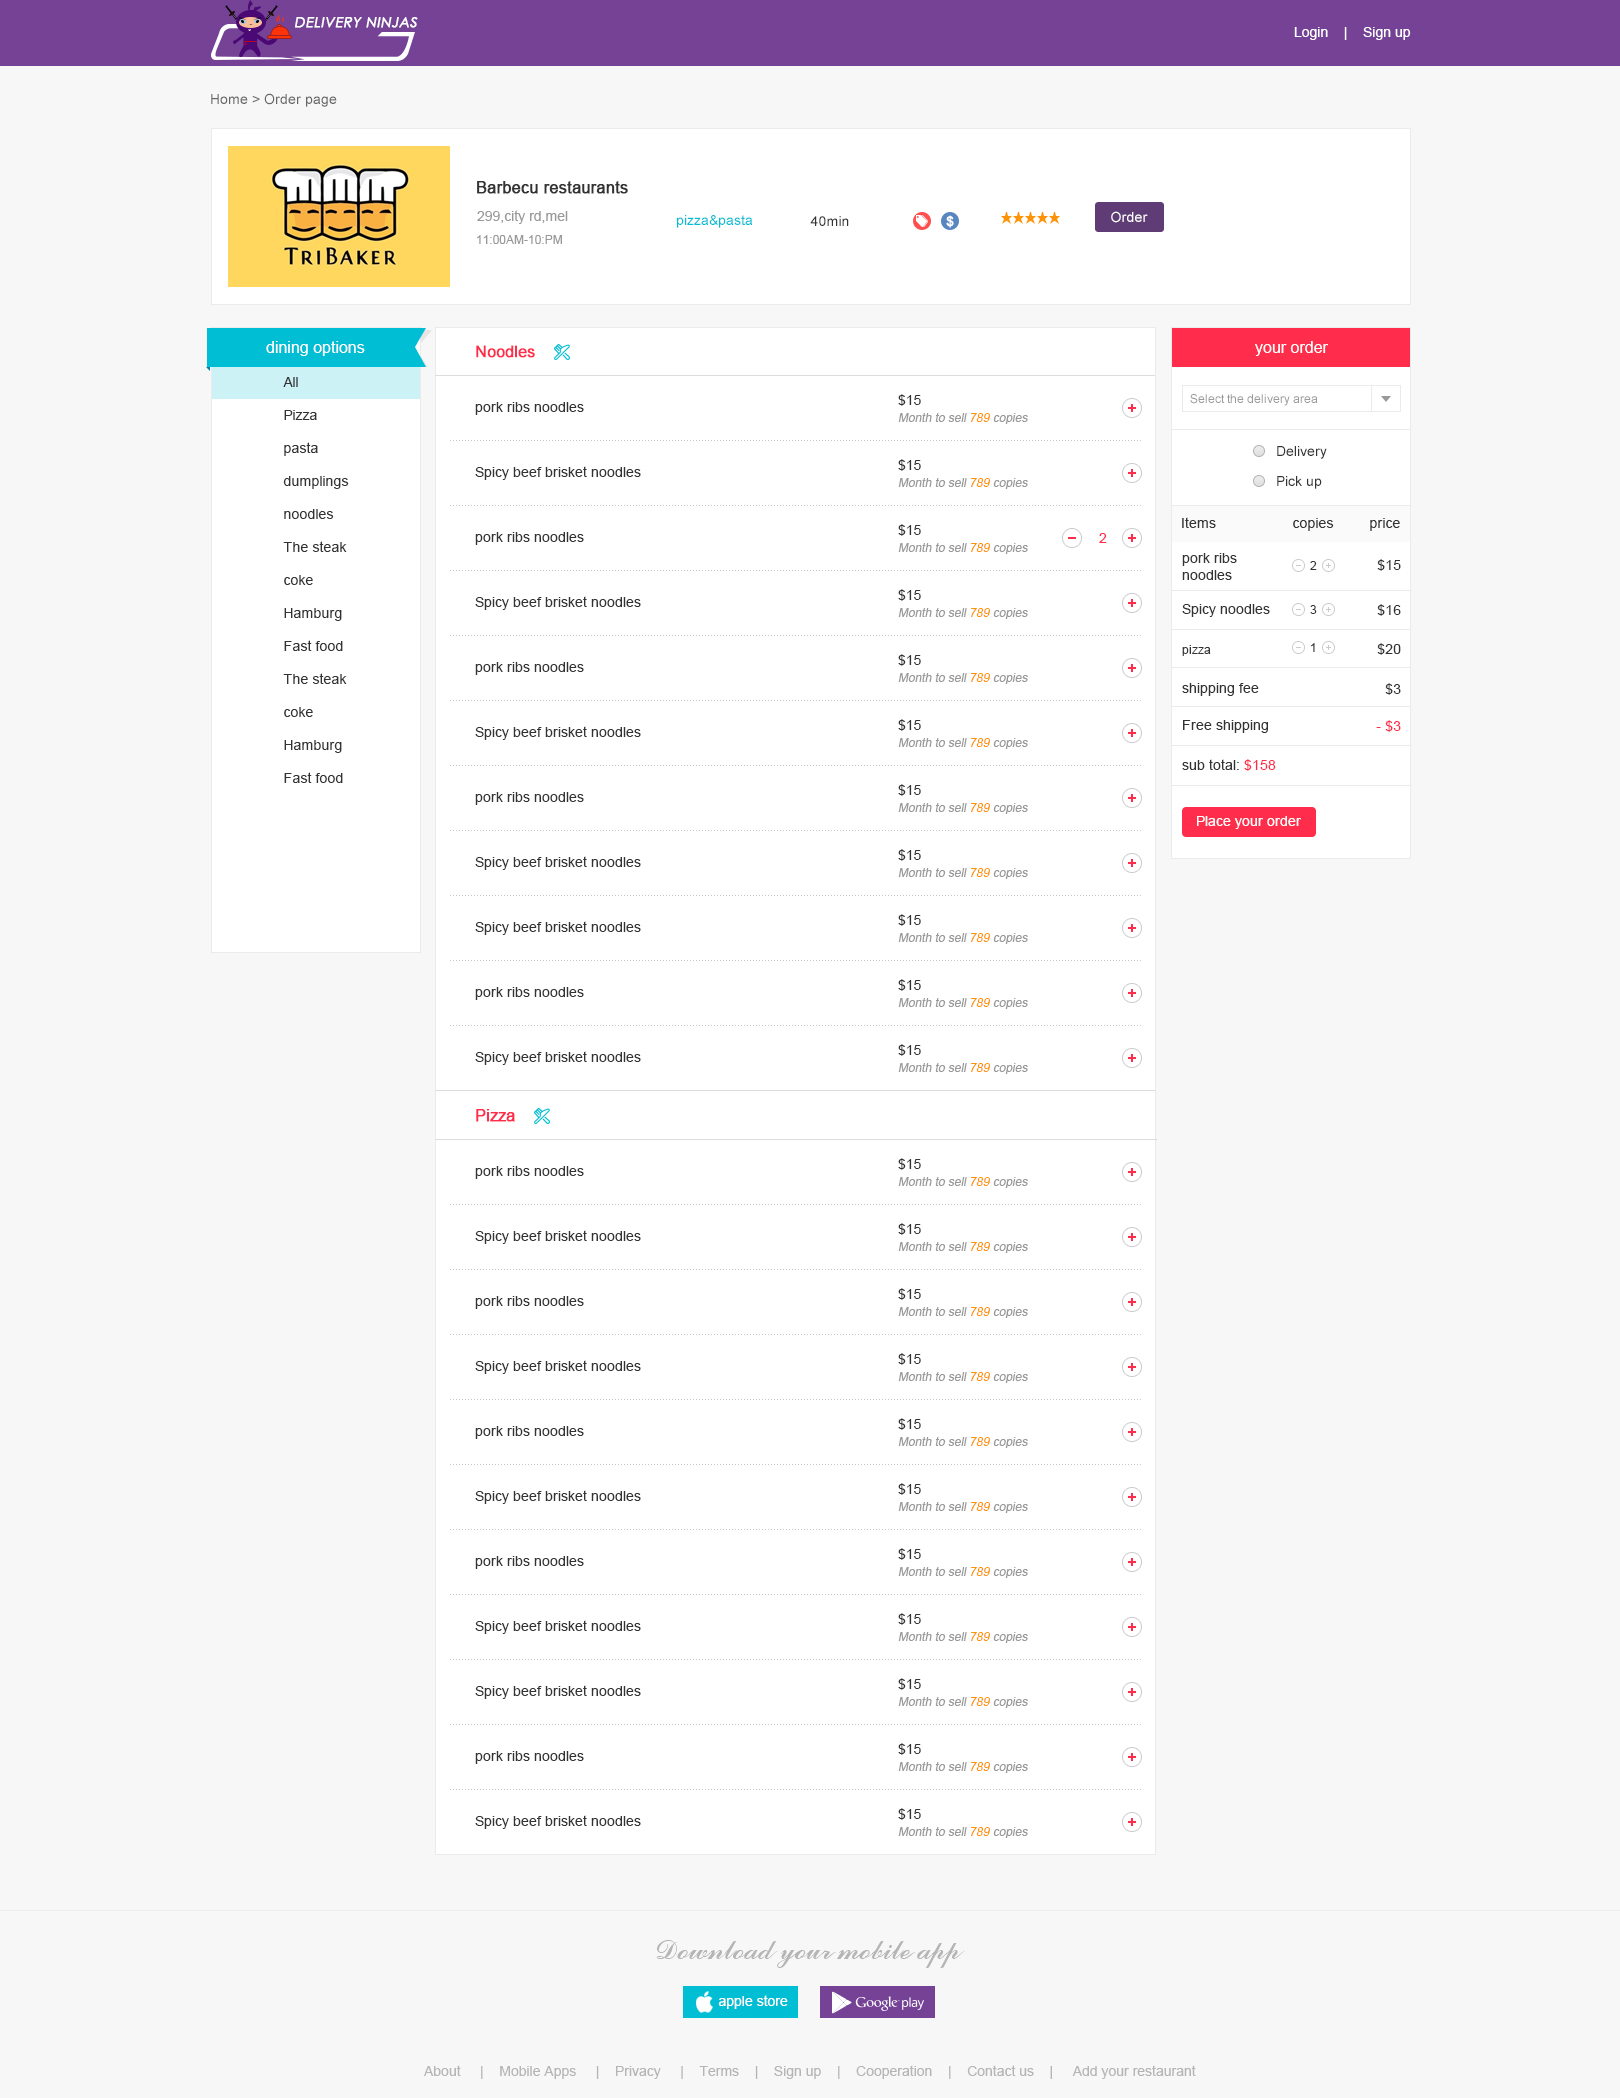 DELIVERY NINJAS
Login | Sign up
Home > Order page
TRIBAKER
Barbecu restaurants
299,city rd,mel
11:00AM-10:PM
pizza&pasta
40min
$
Order
dining options
All
Pizza
pasta
dumplings
noodles
The steak
coke
Hamburg
Fast food
The steak
coke
Hamburg
Fast food
Noodles
pork ribs noodles $15
Month to sell 789 copies
Spicy beef brisket noodles $15
Month to sell 789 copies
pork ribs noodles $15 2
Month to sell 789 copies
Spicy beef brisket noodles $15
Month to sell 789 copies
pork ribs noodles $15
Month to sell 789 copies
Spicy beef brisket noodles $15
Month to sell 789 copies
pork ribs noodles $15
Month to sell 789 copies
Spicy beef brisket noodles $15
Month to sell 789 copies
Spicy beef brisket noodles $15
Month to sell 789 copies
pork ribs noodles $15
Month to sell 789 copies
Spicy beef brisket noodles $15
Month to sell 789 copies
Pizza
pork ribs noodles $15
Month to sell 789 copies
Spicy beef brisket noodles $15
Month to sell 789 copies
pork ribs noodles $15
Month to sell 789 copies
Spicy beef brisket noodles $15
Month to sell 789 copies
pork ribs noodles $15
Month to sell 789 copies
Spicy beef brisket noodles $15
Month to sell 789 copies
pork ribs noodles $15
Month to sell 789 copies
Spicy beef brisket noodles $15
Month to sell 789 copies
Spicy beef brisket noodles $15
Month to sell 789 copies
pork ribs noodles $15
Month to sell 789 copies
Spicy beef brisket noodles $15
Month to sell 789 copies
your order
Select the delivery area
Delivery
Pick up
Items copies price
pork ribs
noodles 2 $15
Spicy noodles 3 $16
pizza 1 $20
shipping fee $3
Free shipping - $3
sub total: $158
Place your order
Download your mobile app
apple store
Google play
About | Mobile Apps | Privacy | Terms | Sign up | Cooperation | Contact us | Add your restaurant